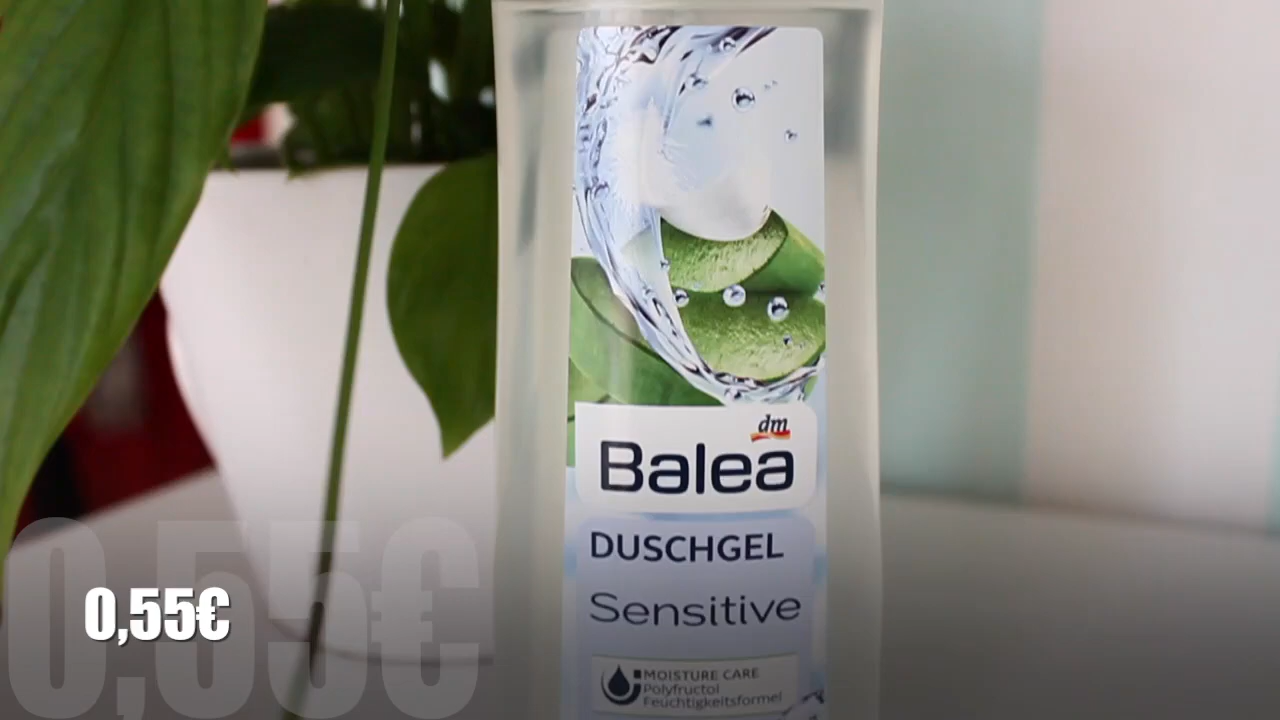 dm
Balea
DUSCHGEL
Sensitive
MOISTURE CARE
Polyfructol
Feuchtigkeitsformel
0,55€
0,55€